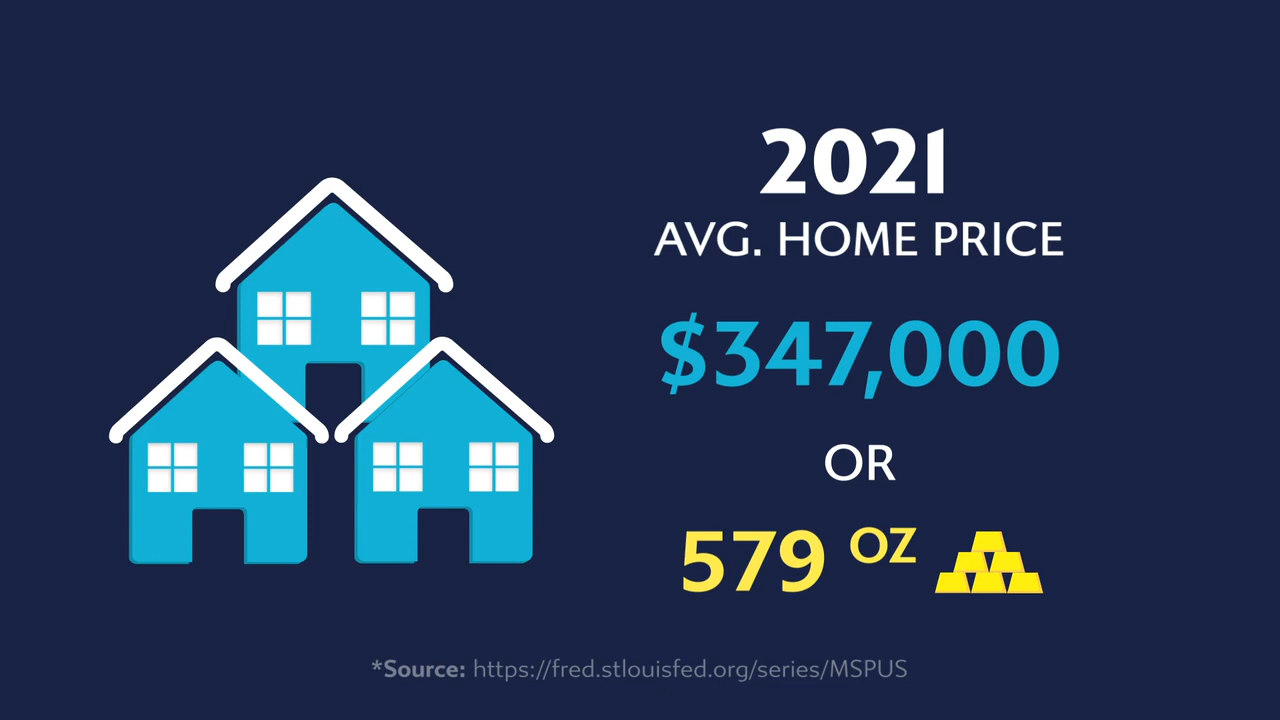 2021
AVG. HOME PRICE
$347,000
OR
579 OZ
*Source: https://fred.stlouisfed.org/series/MSPUS